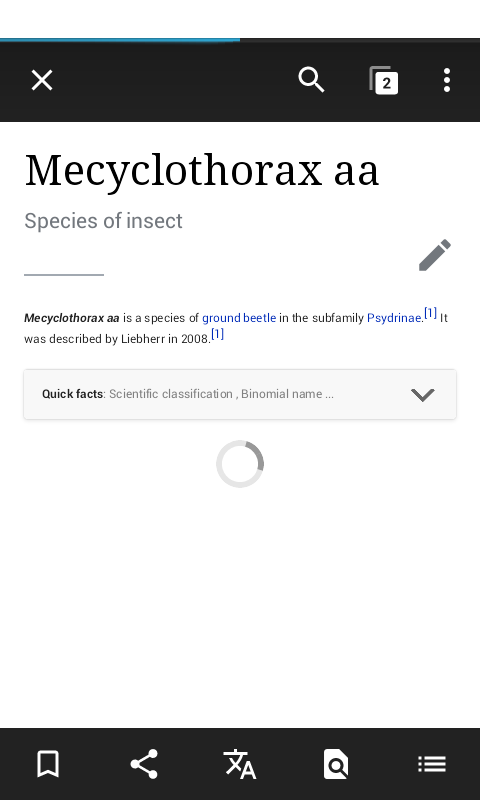 2
Mecyclothorax aa
Species of insect
Mecyclothorax aa is a species of ground beetle in the subfamily Psydrinae.[1] It
was described by Liebherr in 2008.[1]
Quick facts: Scientific classification , Binomial name ...